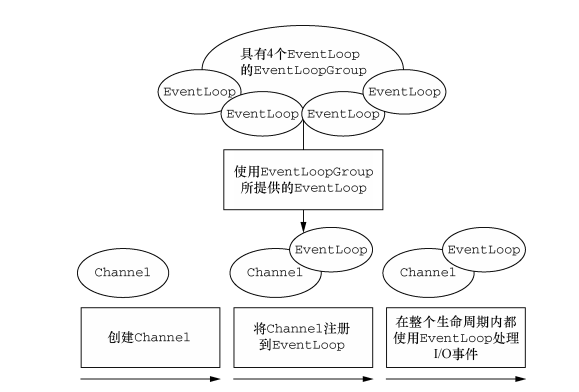 具有4个EventLoop
的EventLoopGroup
EventLoop
EventLoop
EventLoop
EventLoop
使用EventLoopGroup
所提供的EventLoop
Channel
Channel
EventLoop
Channel
EventLoop
创建Channel
将Channel注册
到EventLoop
在整个生命周期内都
使用EventLoop处理
I/O事件